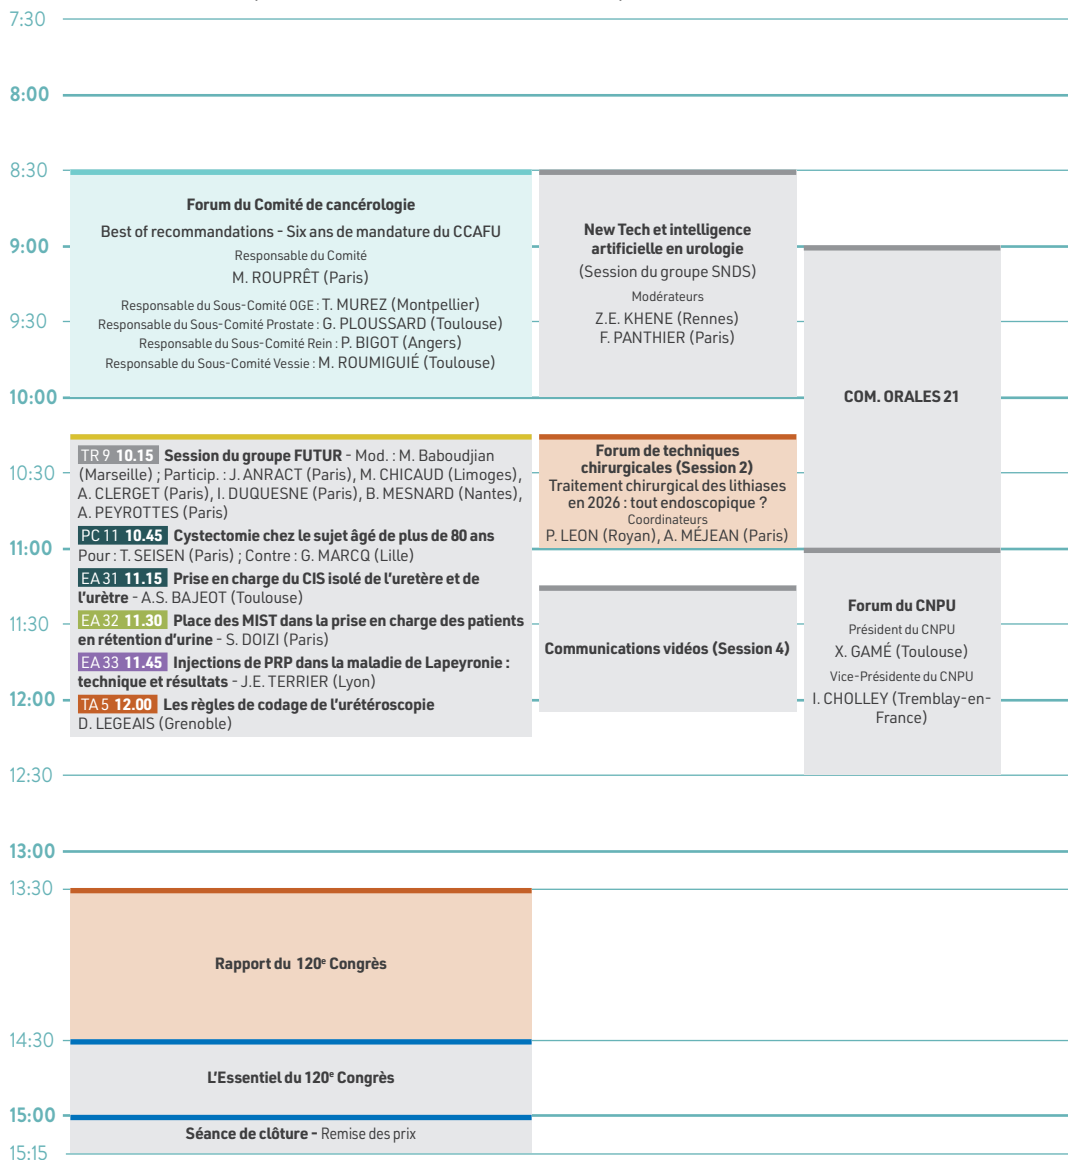 7:30
8:00
8:30
9:00
9:30
10:00
10:30
11:00
11:30
12:00
12:30
13:00
13:30
14:30
15:00
15:15
Forum du Comité de cancérologie
Best of recommandations - Six ans de mandature du CCAFU
Responsable du Comité
M. ROUPRÊT (Paris)
Responsable du Sous-Comité OGE : T. MUREZ (Montpellier)
Responsable du Sous-Comité Prostate : G. PLOUSSARD (Toulouse)
Responsable du Sous-Comité Rein : P. BIGOT (Angers)
Responsable du Sous-Comité Vessie : M. ROUMIGUIÉ (Toulouse)
New Tech et intelligence
artificielle en urologie
(Session du groupe SNDS)
Modérateurs
Z.E. KHENE (Rennes)
F. PANTHIER (Paris)
COM. ORALES 21
TR 9 10.15 Session du groupe FUTUR - Mod. : M. Baboudjian
(Marseille) ; Particip. : J. ANRACT (Paris), M. CHICAUD (Limoges),
A. CLERGET (Paris), I. DUQUESNE (Paris), B. MESNARD (Nantes),
A. PEYROTTES (Paris)
PC 11 10.45 Cystectomie chez le sujet âgé de plus de 80 ans
Pour : T. SEISEN (Paris) ; Contre : G. MARCQ (Lille)
EA 31 11.15 Prise en charge du CIS isolé de l'uretère et de
l'urètre - A.S. BAJEOT (Toulouse)
EA 32 11.30 Place des MIST dans la prise en charge des patients
en rétention d'urine - S. DOIZI (Paris)
EA 33 11.45 Injections de PRP dans la maladie de Lapeyronie :
technique et résultats - J.E. TERRIER (Lyon)
TA 5 12.00 Les règles de codage de l'urétéroscopie
D. LEGEAIS (Grenoble)
Forum de techniques
chirurgicales (Session 2)
Traitement chirurgical des lithiases
en 2026 : tout endoscopique ?
Coordinateurs
P. LEON (Royan), A. MÉJEAN (Paris)
Communications vidéos (Session 4)
Forum du CNPU
Président du CNPU
X. GAMÉ (Toulouse)
Vice-Présidente du CNPU
I. CHOLLEY (Tremblay-en-
France)
Rapport du 120e Congrès
L'Essentiel du 120e Congrès
Séance de clôture - Remise des prix